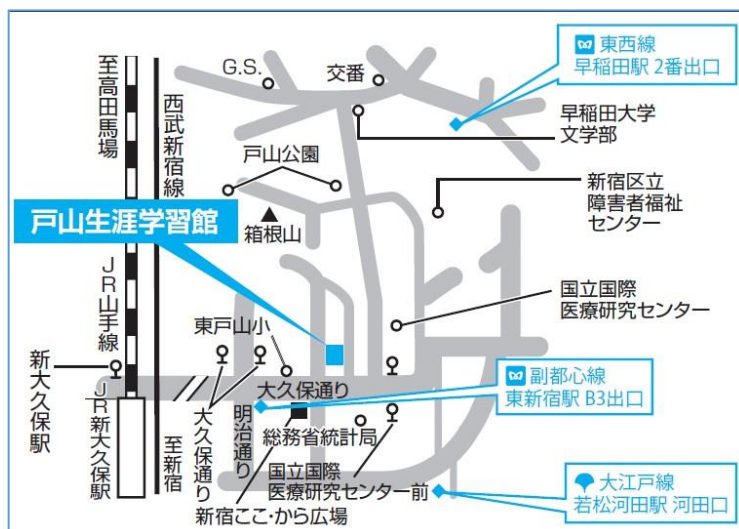 東西線
早稲田駅 2番出口
G.S.
交番
至高田馬場
西武新宿線
早稲田大学
文学部
戸山公園
新宿区立
障害者福祉
センター
戸山生涯学習館
箱根山
JR山手線
国立国際
医療研究センター
東戸山小
新大久保駅
大久保通り
副都心線
東新宿駅 B3出口
JR新大久保駅
至新宿
大久保通り
明治通り
総務省統計局
国立国際
医療研究センター前
新宿ここ・から広場
大江戸線
若松河田駅 河田口